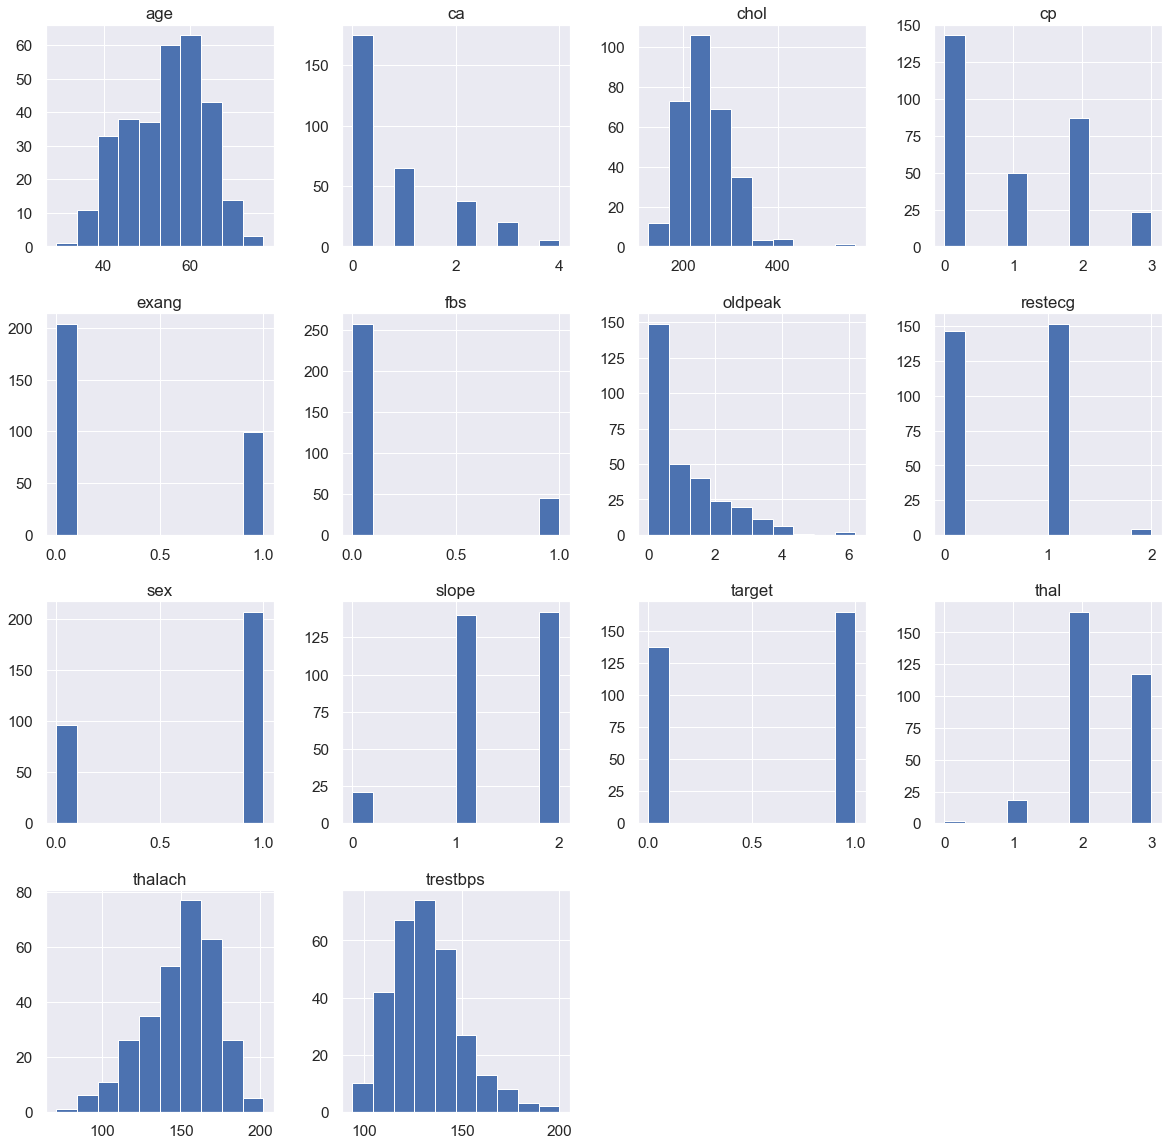 age ca chol cp
60 50 40 30 20 10 0
40 60
150 100 50 0
0 2 4
100 80 60 40 20 0
200 400
150 125 100 75 50 25 0
0 1 2 3
exang fbs oldpeak restecg
200 150 100 50 0
0.0 0.5 1.0
250 200 150 100 50 0
0.0 0.5 1.0
150 125 100 75 50 25 0
0 2 4 6
150 125 100 75 50 25 0
0 1 2
sex slope target thal
200 150 100 50 0
0.0 0.5 1.0
125 100 75 50 25 0
0 1 2
150 125 100 75 50 25 0
0.0 0.5 1.0
150 125 100 75 50 25 0
0 1 2 3
thalach trestbps
80 60 40 20 0
100 150 200
60 40 20 0
100 150 200